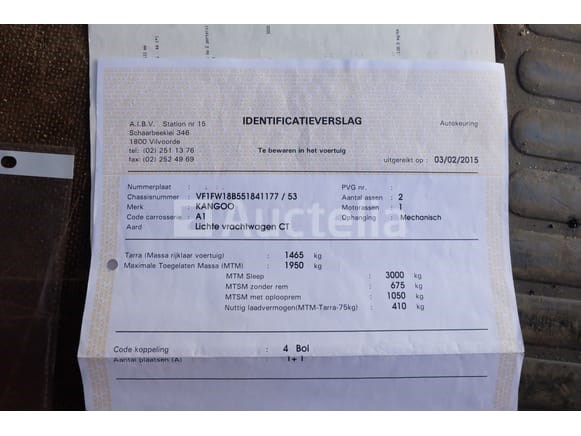 IDENTIFICATIEVERSLAG
A.I.B.V. Station nr 15
Schaarbeeklei 346
1800 Vilvoorde
tel: (02) 251 13 76
fax: (02) 252 49 69
Autokeuring
Te bewaren in het voertuig
uitgereikt op : 03/02/2015
Nummerplaat :
Chassisnummer : VF1FW18B551841177 / 53
Merk : KANGOO
Code carrosserie : A1
Aard : Lichte vrachtwagen CT
PVG nr. :
Aantal assen : 2
Motorassen : 1
Ophanging : Mechanisch
Auctelia
Tarra (Massa rijklaar voertuig) : 1465 kg
Maximale Toegelaten Massa (MTM) : 1950 kg
MTM Sleep : 3000 kg
MTSM zonder rem : 675 kg
MTSM met oplooprem : 1050 kg
Nuttig laadvermogen(MTM-Tarra-75kg) : 410 kg
Code koppeling : 4 Bol
Aantal plaatsen (A) : 1+1